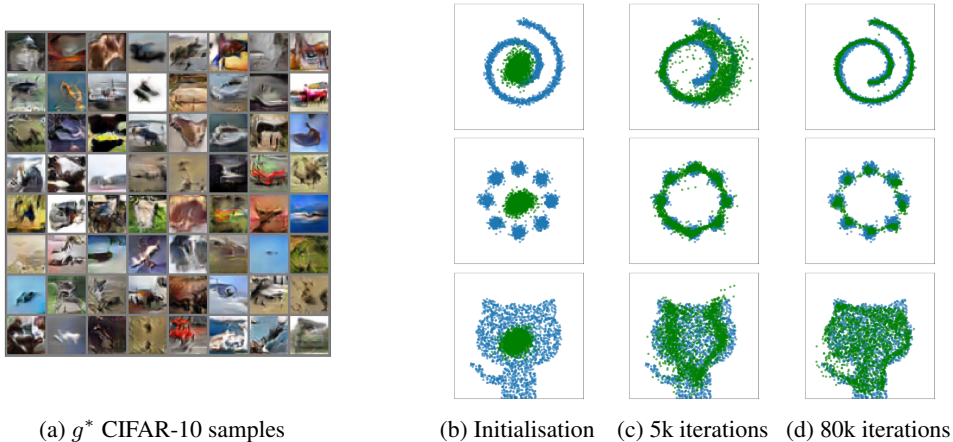 (a) g* CIFAR-10 samples
(b) Initialisation
(c) 5k iterations
(d) 80k iterations